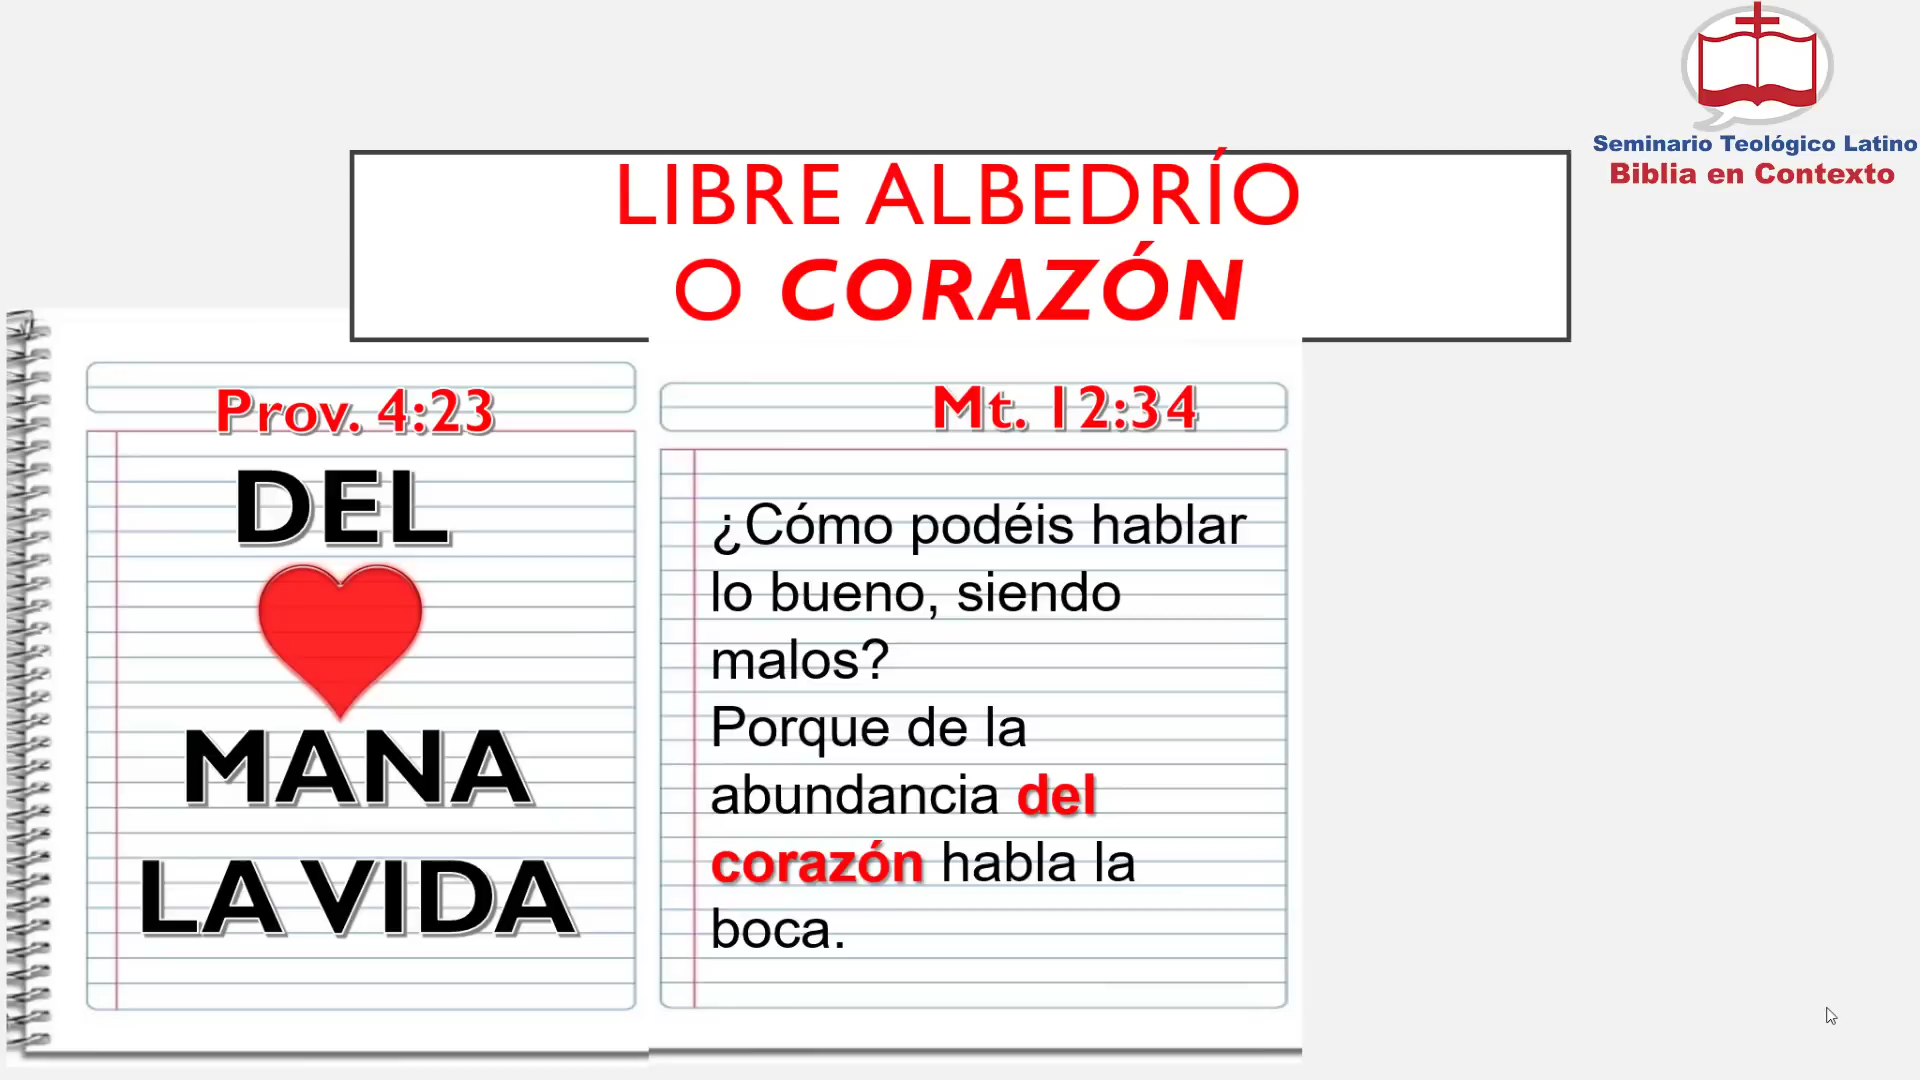 Seminario Teológico Latino
Biblia en Contexto
LIBRE ALBEDRÍO
O CORAZÓN
Prov. 4:23
DEL
MANA
LA VIDA
Mt. 12:34
¿Cómo podéis hablar
lo bueno, siendo
malos?
Porque de la
abundancia del
corazón habla la
boca.